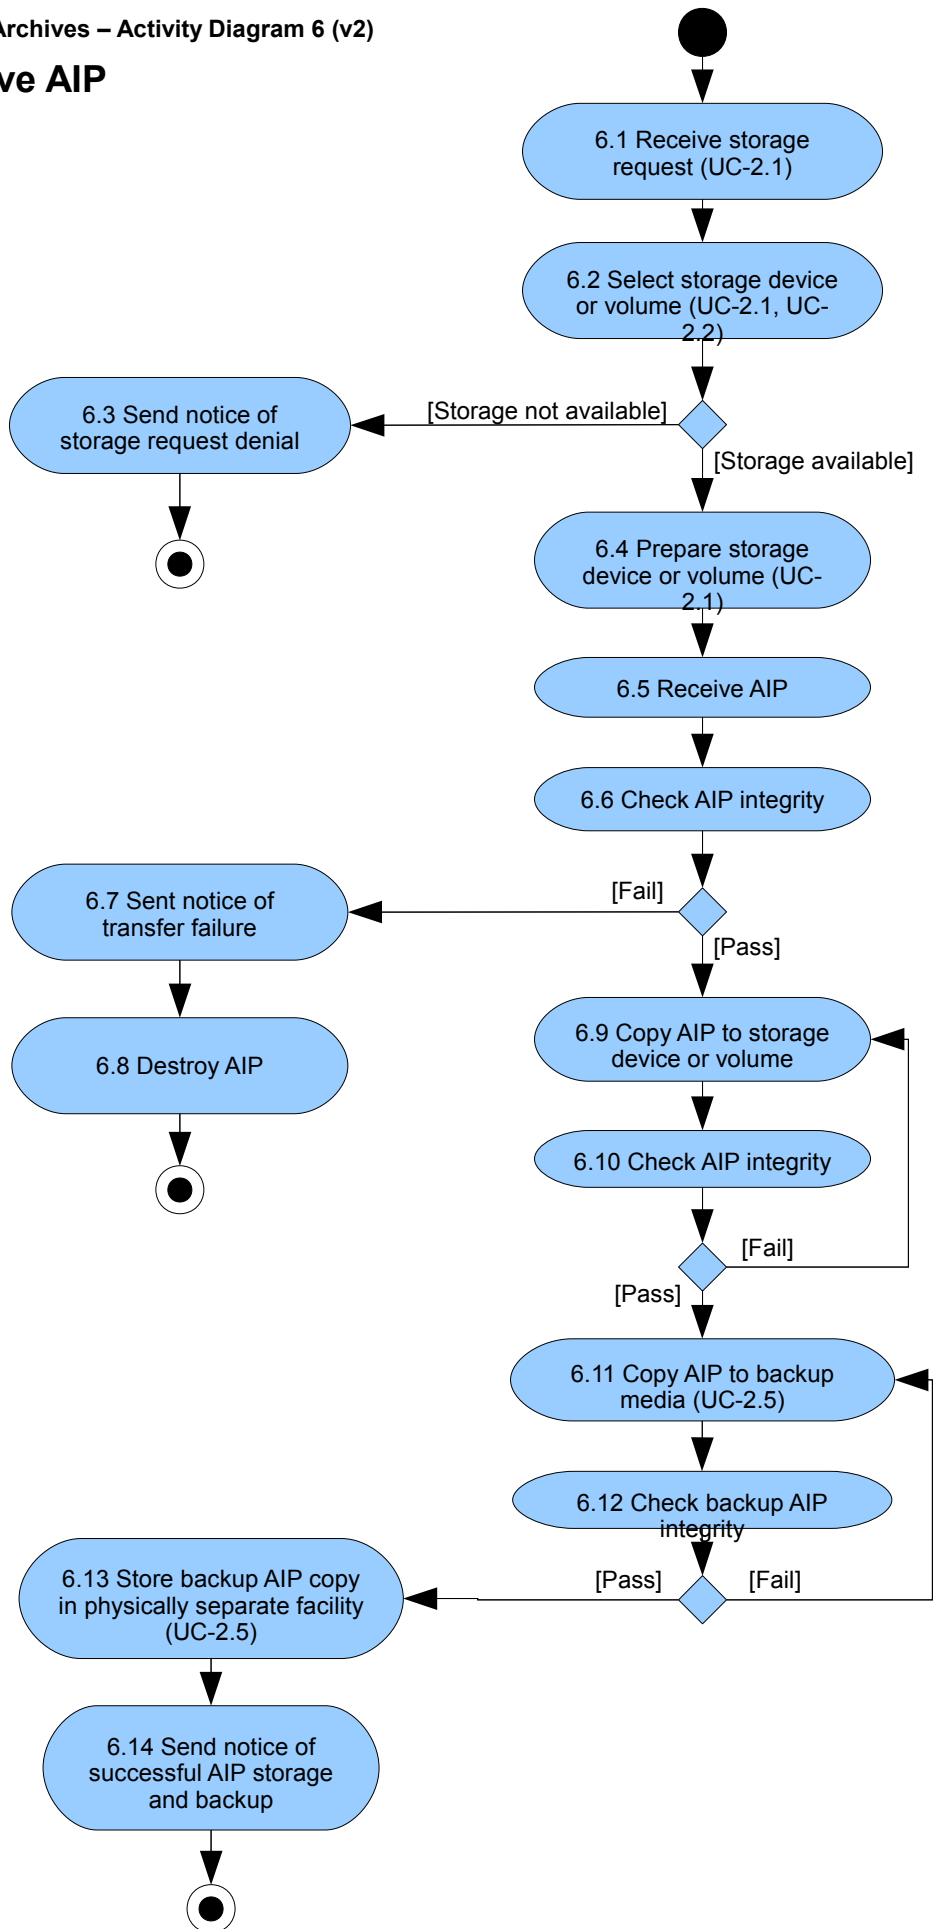 Archives – Activity Diagram 6 (v2)
ve AIP
6.1 Receive storage
request (UC-2.1)
6.2 Select storage device
or volume (UC-2.1, UC-
2.2)
[Storage not available]
6.3 Send notice of
storage request denial
[Storage available]
6.4 Prepare storage
device or volume (UC-
2.1)
6.5 Receive AIP
6.6 Check AIP integrity
[Fail]
6.7 Sent notice of
transfer failure
[Pass]
6.8 Destroy AIP
6.9 Copy AIP to storage
device or volume
6.10 Check AIP integrity
[Fail]
[Pass]
6.11 Copy AIP to backup
media (UC-2.5)
6.12 Check backup AIP
integrity
[Pass]
[Fail]
6.13 Store backup AIP copy
in physically separate facility
(UC-2.5)
6.14 Send notice of
successful AIP storage
and backup